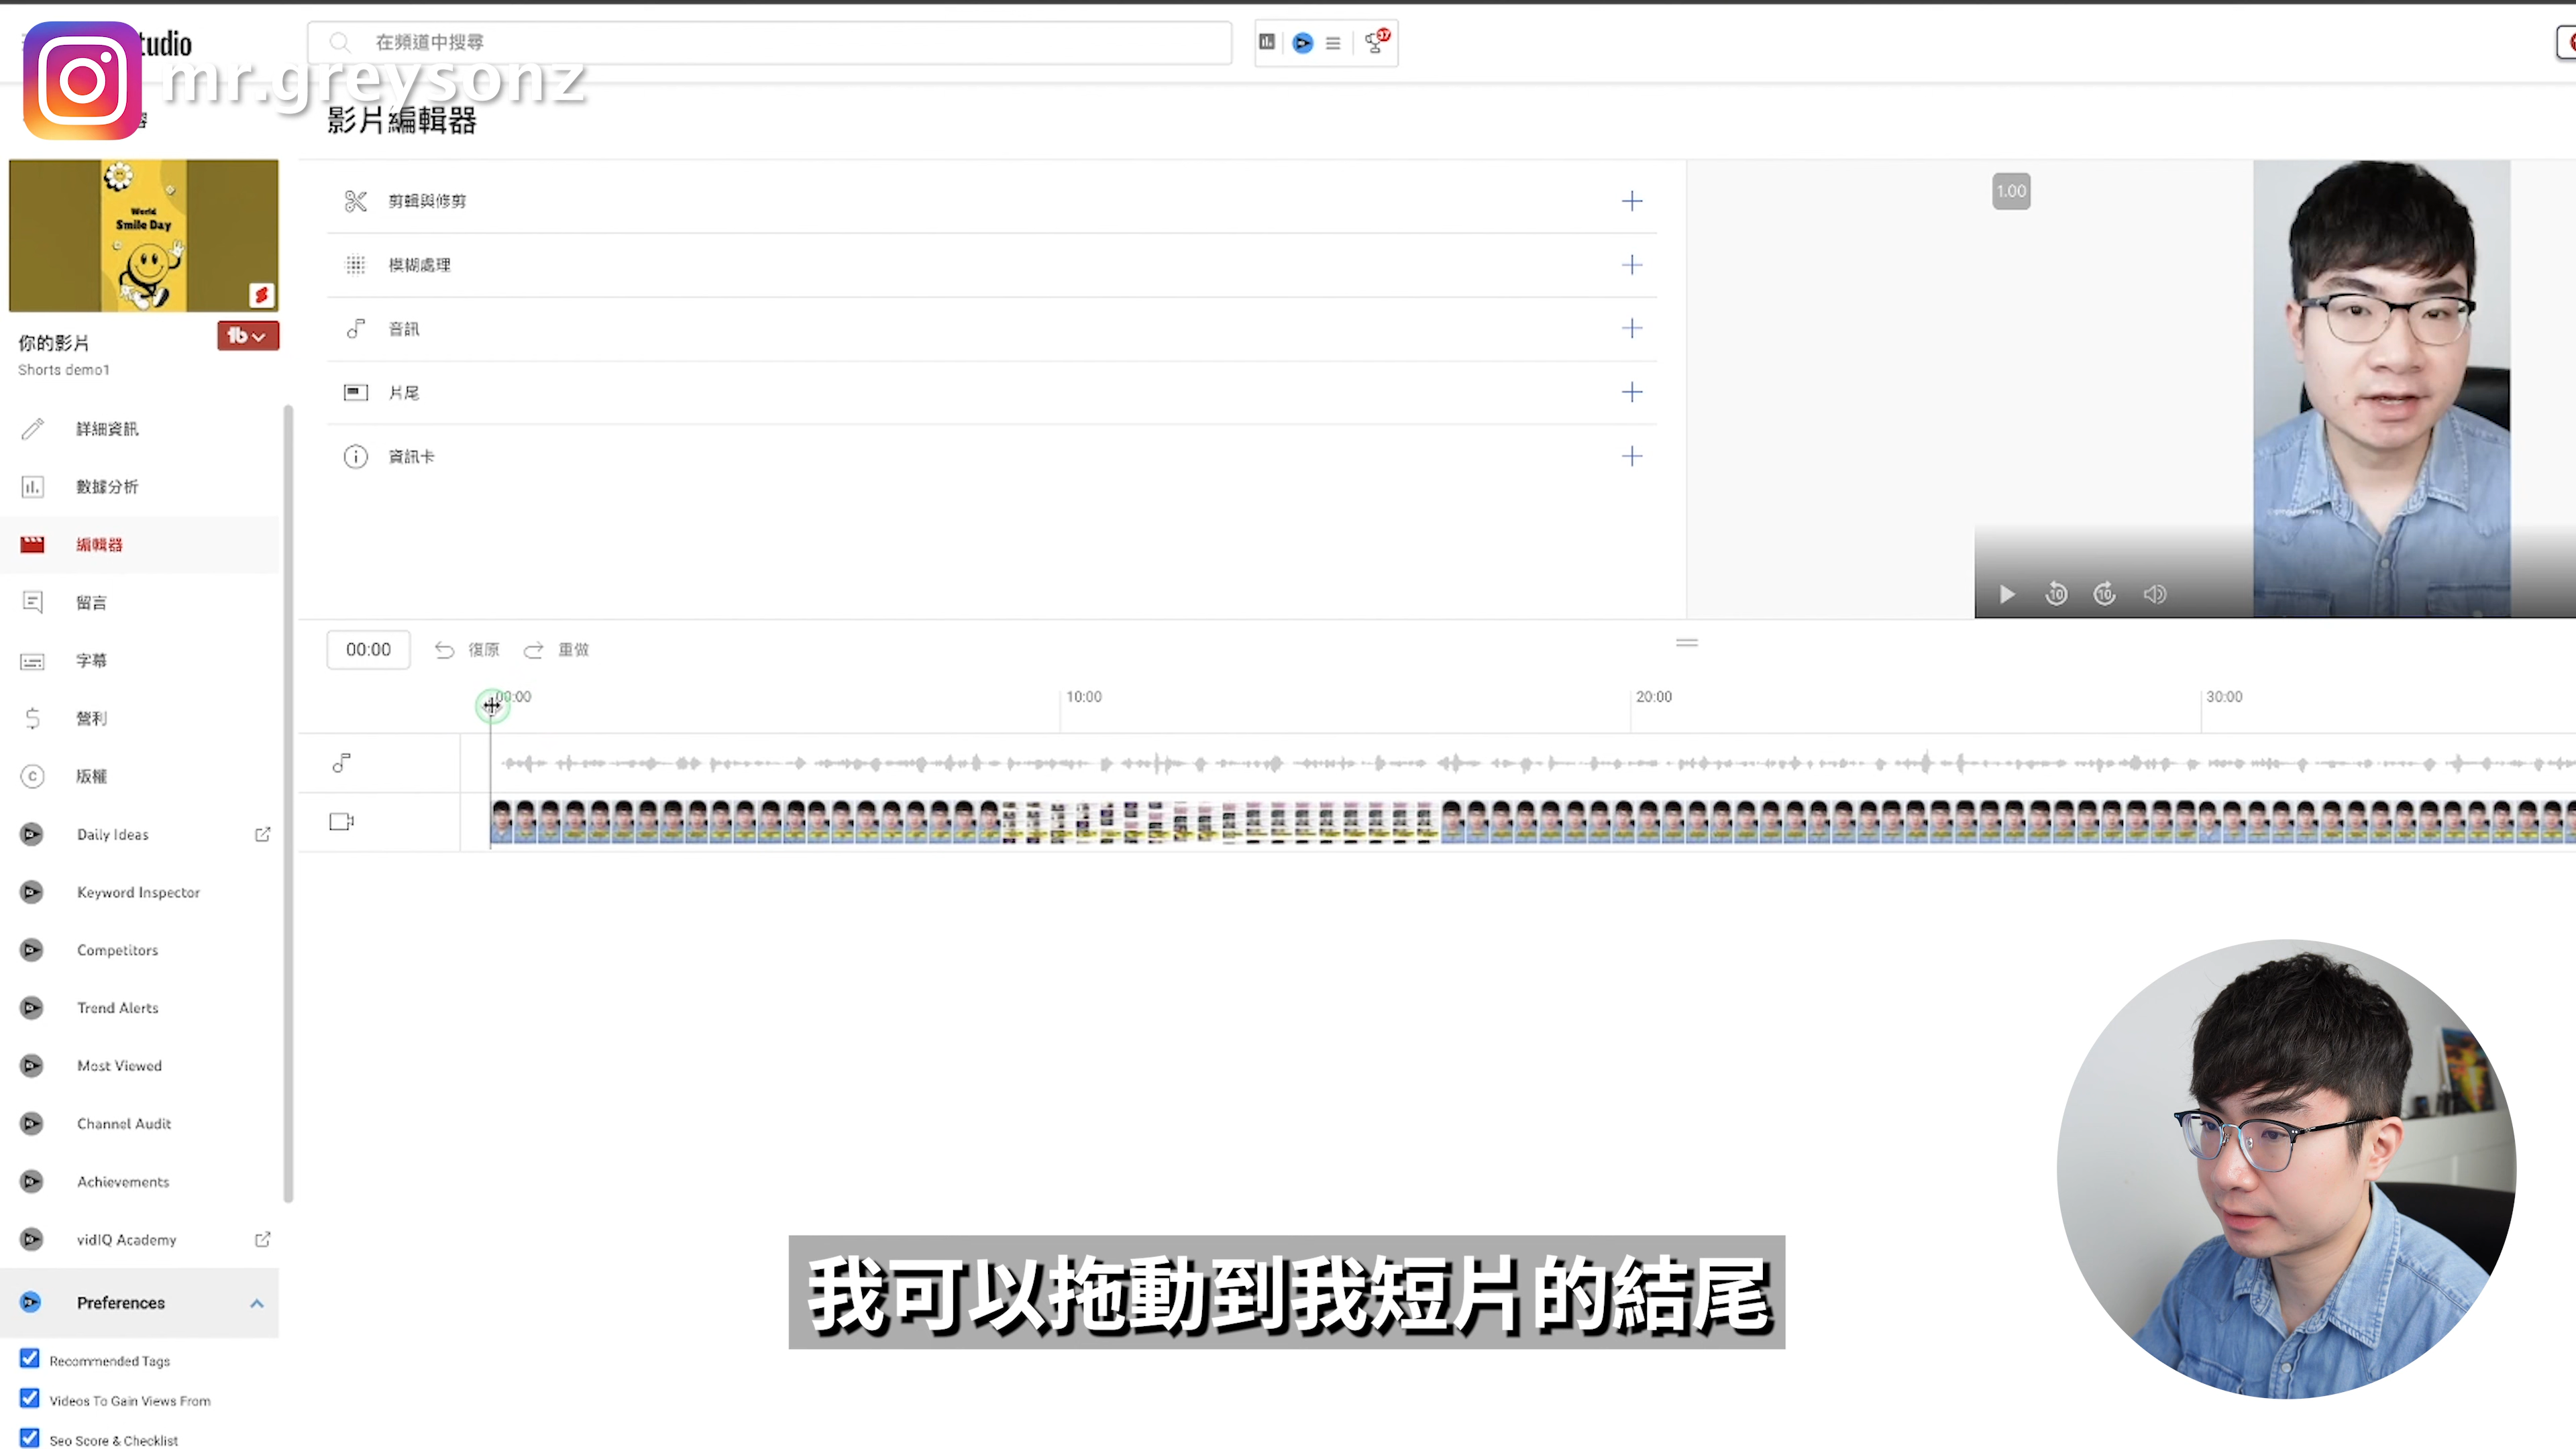 tudio
在頻道中搜尋
37
mr.greysonz
容
影片編輯器
World
Smile Day
你的影片
Shorts demo1
詳細資訊
數據分析
編輯器
留言
字幕
營利
版權
Daily Ideas
Keyword Inspector
Competitors
Trend Alerts
Most Viewed
Channel Audit
Achievements
vidIQ Academy
Preferences
Recommended Tags
Videos To Gain Views From
Seo Score & Checklist
剪輯與修剪
模糊處理
音訊
片尾
資訊卡
1.00
10
10
00:00
復原
重做
00:00
10:00
20:00
30:00
我可以拖動到我短片的結尾